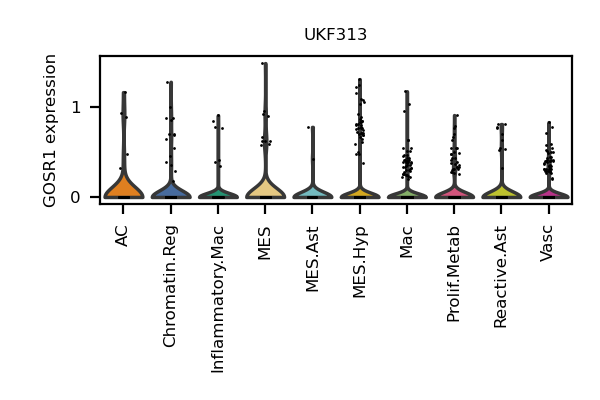 UKF313
GOSR1 expression
1
0
AC
Chromatin.Reg
Inflammatory.Mac
MES
MES.Ast
MES.Hyp
Mac
Prolif.Metab
Reactive.Ast
Vasc